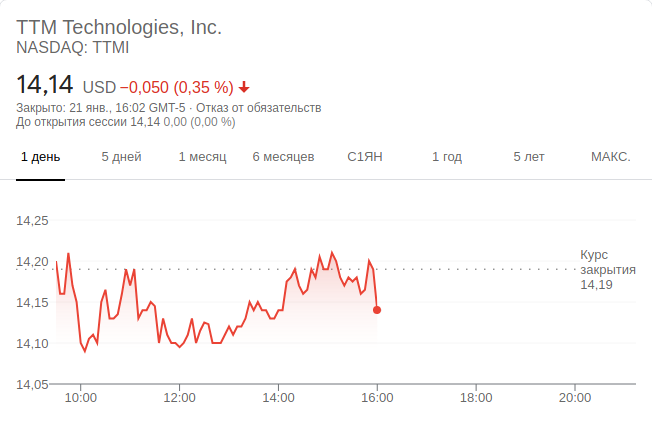 TTM Technologies, Inc.
NASDAQ: TTMI
14,14 USD −0,050 (0,35 %)
Закрыто: 21 янв., 16:02 GMT-5 · Отказ от обязательств
До открытия сессии 14,14 0,00 (0,00 %)
1 день 5 дней 1 месяц 6 месяцев С1ЯН 1 год 5 лет МАКС.
14,25
14,20
14,15
14,10
14,05
Курс
закрытия
14,19
10:00 12:00 14:00 16:00 18:00 20:00